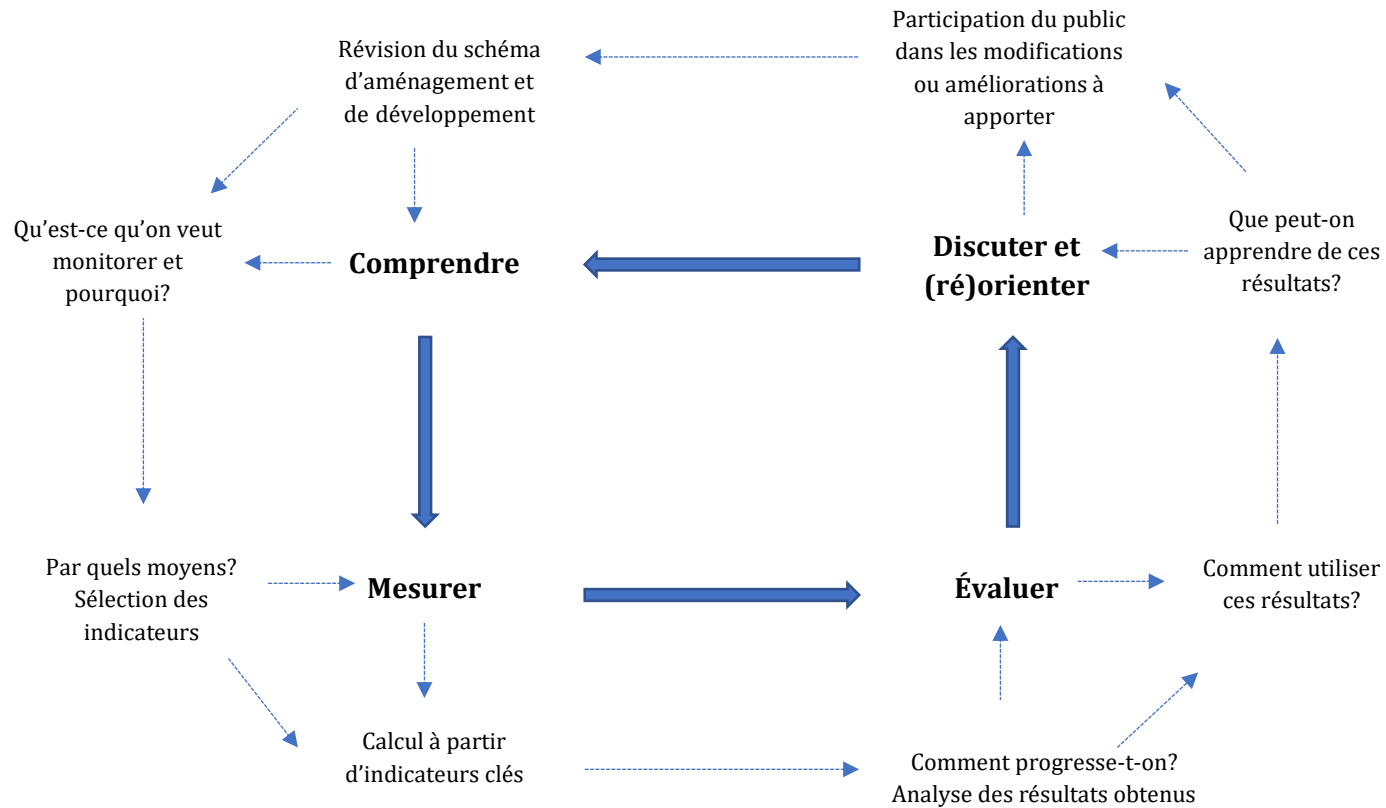 Participation du public
dans les modifications
ou améliorations à
apporter
Révision du schéma
d’aménagement et
de développement
Qu’est-ce qu’on veut
monitorer et
pourquoi?
Comprendre
Discuter et
(ré)orienter
Que peut-on
apprendre de ces
résultats?
Par quels moyens?
Sélection des
indicateurs
Mesurer
Évaluer
Comment utiliser
ces résultats?
Calcul à partir
d’indicateurs clés
Comment progresse-t-on?
Analyse des résultats obtenus